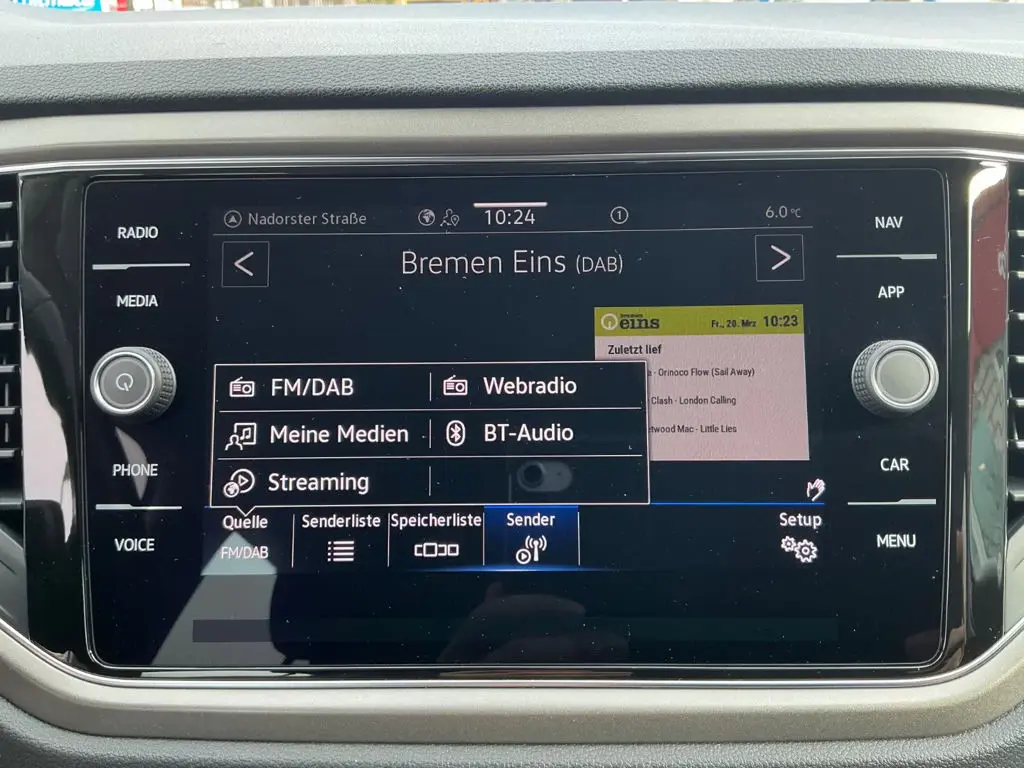 RADIO
MEDIA
PHONE
VOICE
Nadorster Straße
10:24
1
6.0 °C
Bremen Eins (DAB)
bremen
eins
Fr., 20. Mrz 10:23
Zuletzt lief
- Orinoco Flow (Sail Away)
Clash - London Calling
Mac - Little Lies
FM/DAB
Webradio
Meine Medien
BT-Audio
Streaming
Quelle
FM/DAB
Senderliste
Speicherliste
Sender
Setup
NAV
APP
CAR
MENU